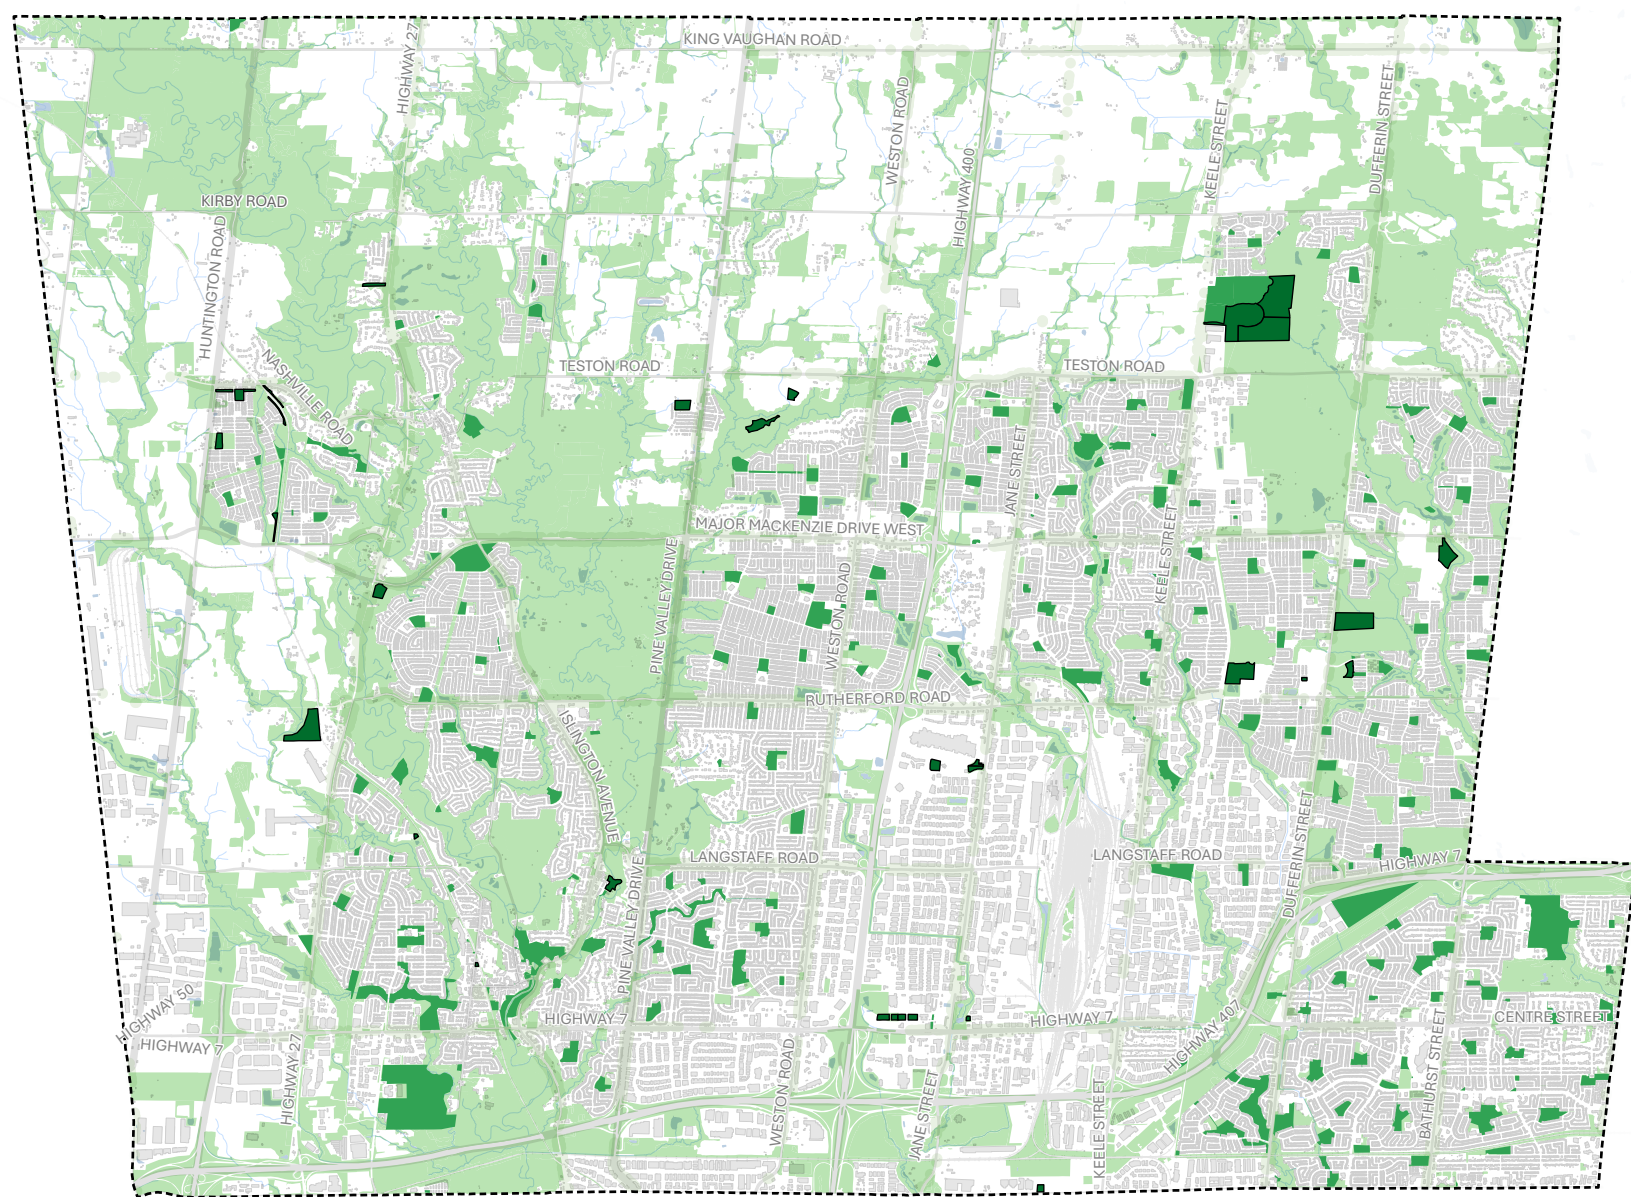 KING VAUGHAN ROAD
HIGHWAY 27
WESTON ROAD
HIGHWAY 400
KEELE STREET
DUFFERIN STREET
KIRBY ROAD
HUNTINGTON ROAD
NASHVILLE ROAD
TESTON ROAD
TESTON ROAD
JANE STREET
MAJOR MACKENZIE DRIVE WEST
PINE VALLEY DRIVE
WESTON ROAD
KEELE STREET
RUTHERFORD ROAD
ISLINGTON AVENUE
LANGSTAFF ROAD
LANGSTAFF ROAD
DUFFERIN STREET
HIGHWAY 7
PINE VALLEY DRIVE
HIGHWAY 50
HIGHWAY 7
HIGHWAY 27
HIGHWAY 7
WESTON ROAD
JANE STREET
HIGHWAY 7
KEELE STREET
HIGHWAY 407
BATHURST STREET
CENTRE STREET